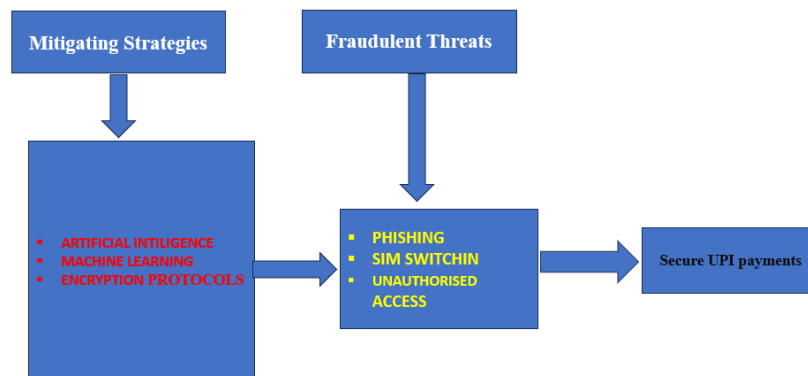 Mitigating Strategies
Fraudulent Threats
▪ ARTIFICIAL INTILIGENCE
▪ MACHINE LEARNING
▪ ENCRYPTION PROTOCOLS
▪ PHISHING
▪ SIM SWITCHIN
▪ UNAUTHORISED
ACCESS
Secure UPI payments